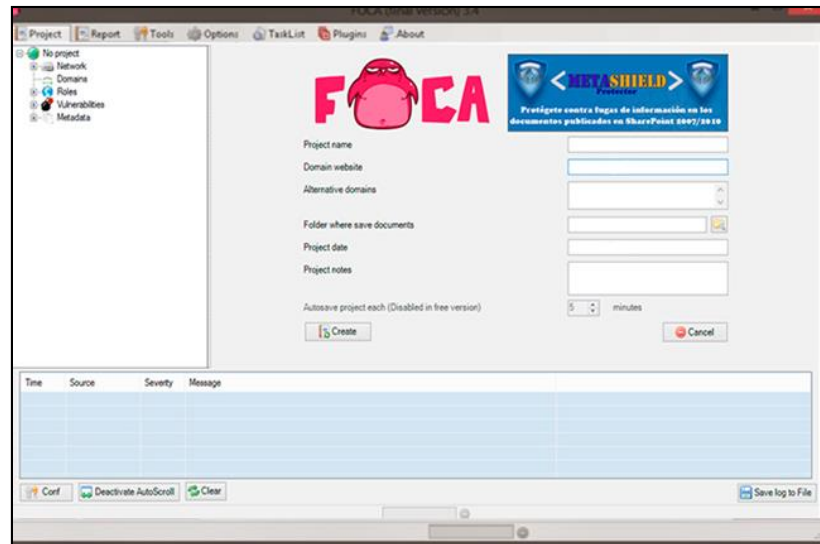 FOCA (final version) 3.4
Project Report Tools Options TaskList Plugins About
No project
Network
Domains
Roles
Vulnerabilities
Metadata
FOCA
< METASHIELD >
Protector
Protégete contra fugas de información en los
documentos publicados en SharePoint 2007/2010
Project name
Domain website
Alternative domains
Folder where save documents
Project date
Project notes
Autosave project each (Disabled in free version) 5 minutes
Create Cancel
Time Source Severity Message
Conf Deactivate AutoScroll Clear Save log to File